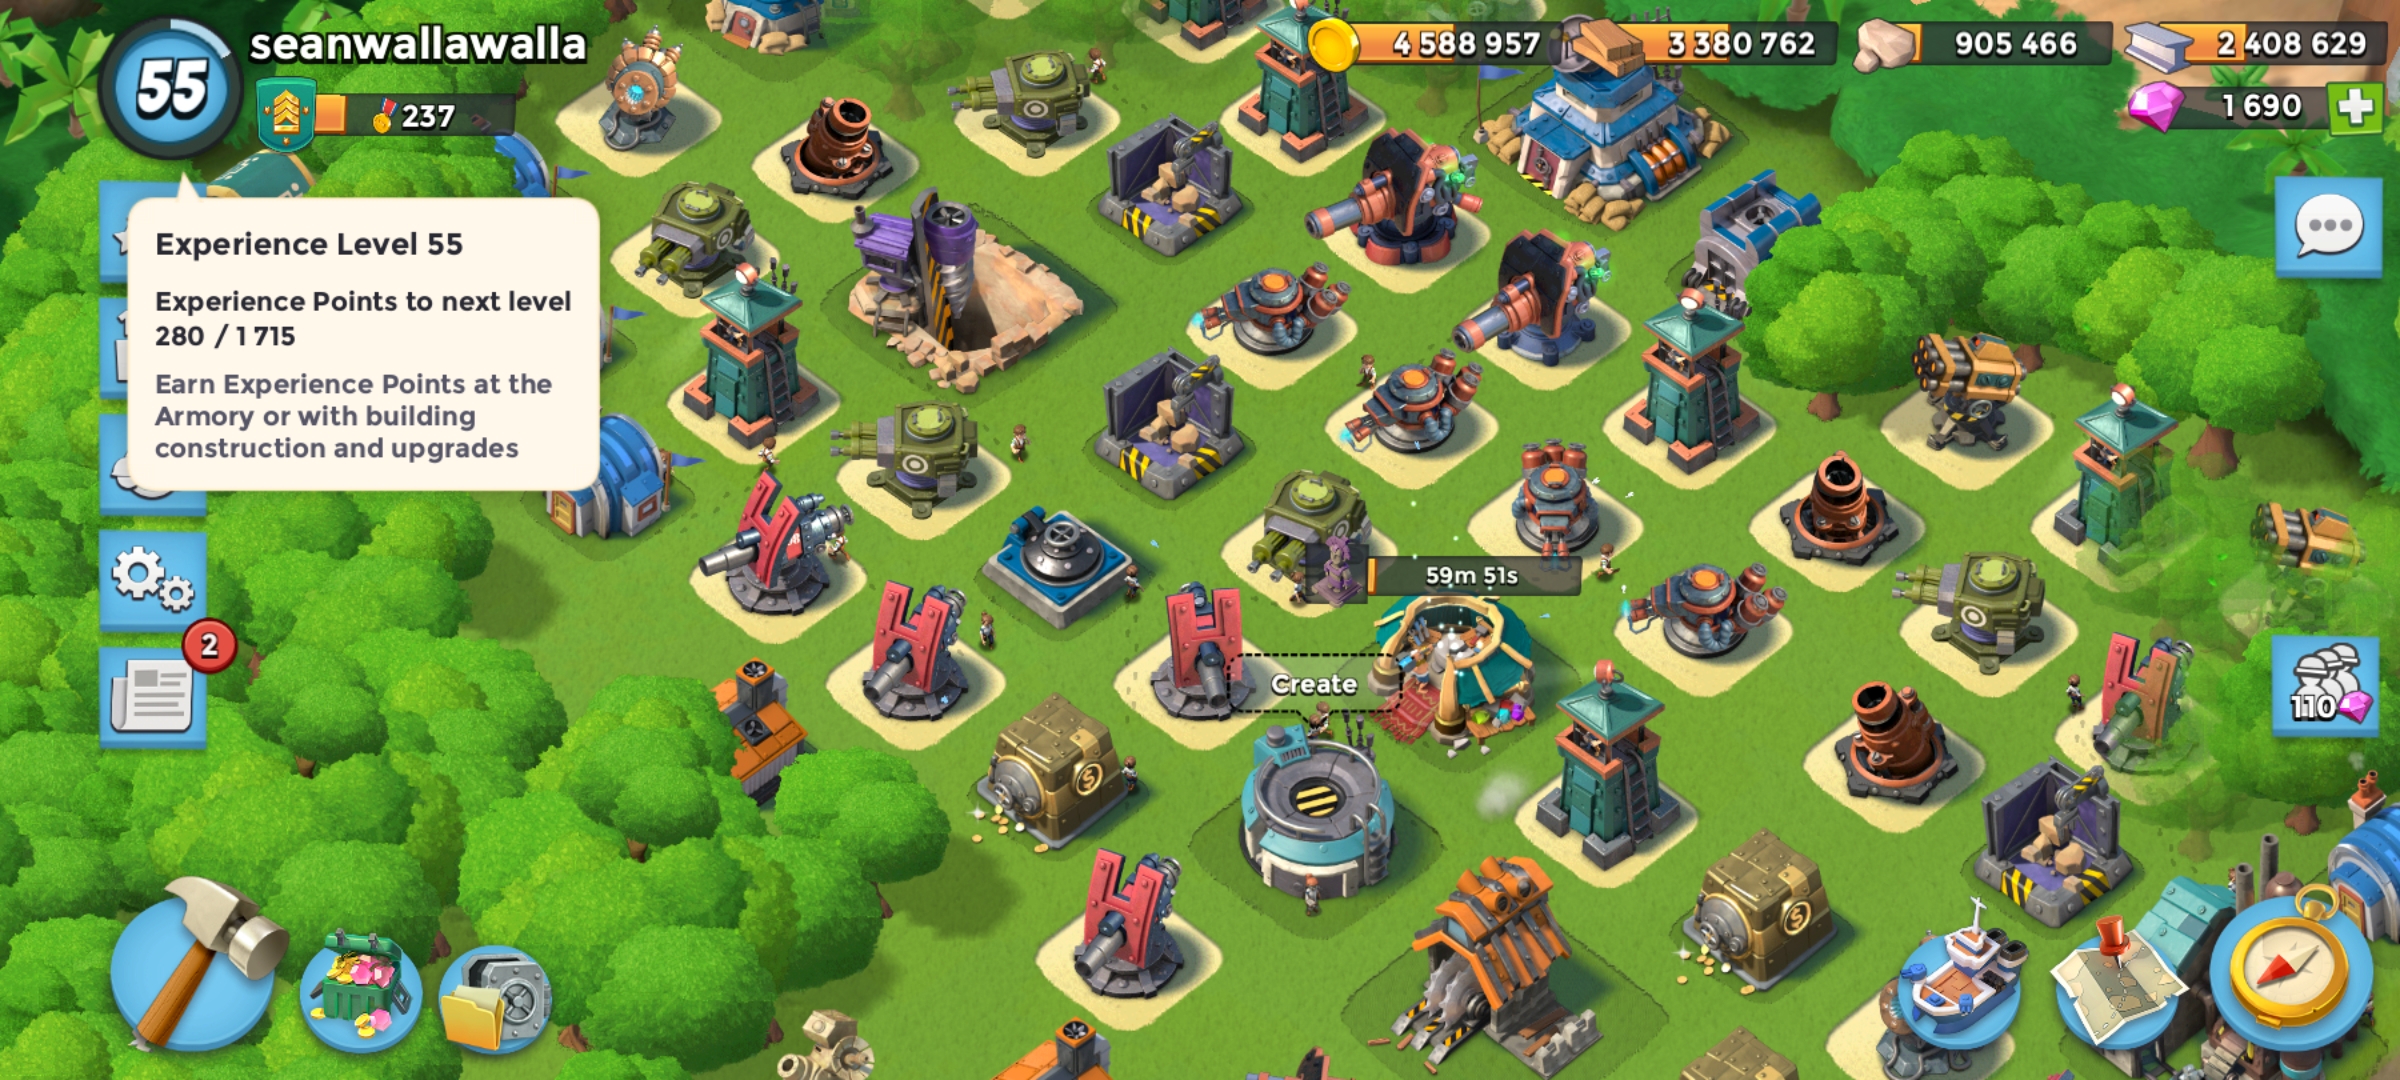 55
seanwallawalla
237
4 588 957
3 380 762
905 466
2 408 629
1 690
Experience Level 55
Experience Points to next level
280 / 1 715
Earn Experience Points at the
Armory or with building
construction and upgrades
59m 51s
2
Create
110